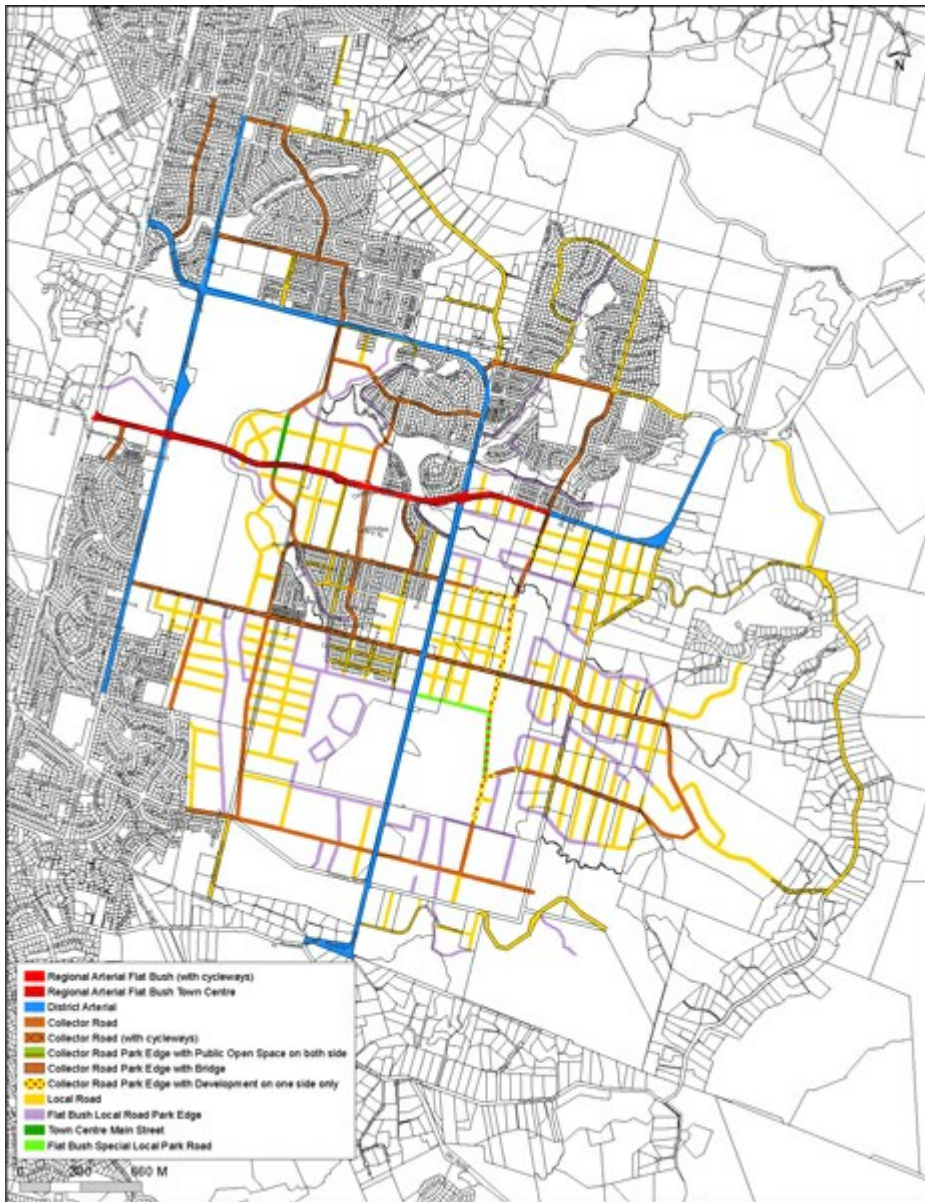 N
Regional Arterial Flat Bush (with cycleways)
Regional Arterial Flat Bush Town Centre
District Arterial
Collector Road
Collector Road (with cycleways)
Collector Road Park Edge with Public Open Space on both side
Collector Road Park Edge with Bridge
Collector Road Park Edge with Development on one side only
Local Road
Flat Bush Local Road Park Edge
Town Centre Main Street
Flat Bush Special Local Park Road
0 660 M